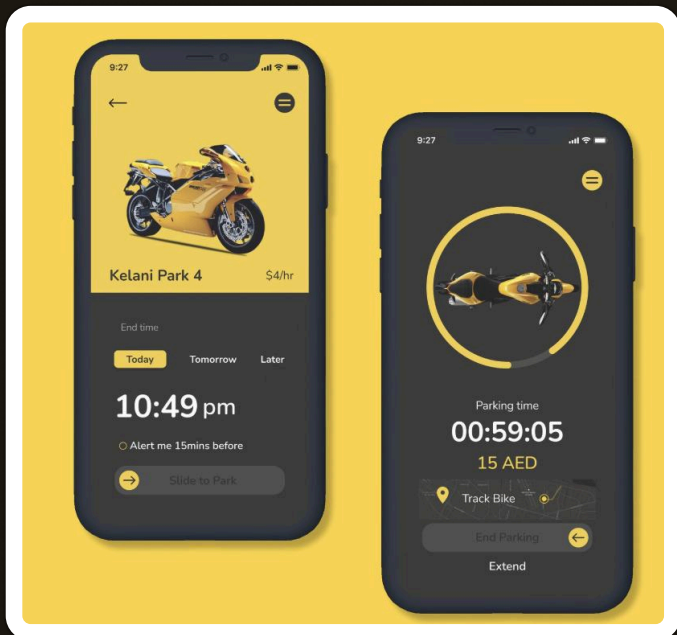 9:27
Kelani Park 4
$4/hr
End time
Today
Tomorrow
Later
10:49 pm
Alert me 15mins before
Slide to Park
9:27
Parking time
00:59:05
15 AED
Track Bike
End Parking
Extend